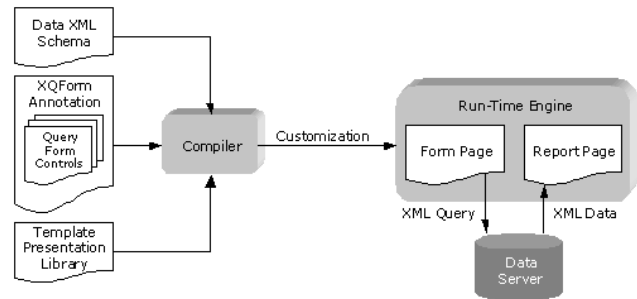 Data XML
Schema
XQForm
Annotation
Query
Form
Controls
Template
Presentation
Library
Compiler
Customization
Run-Time Engine
Form Page
Report Page
XML Query
XML Data
Data
Server